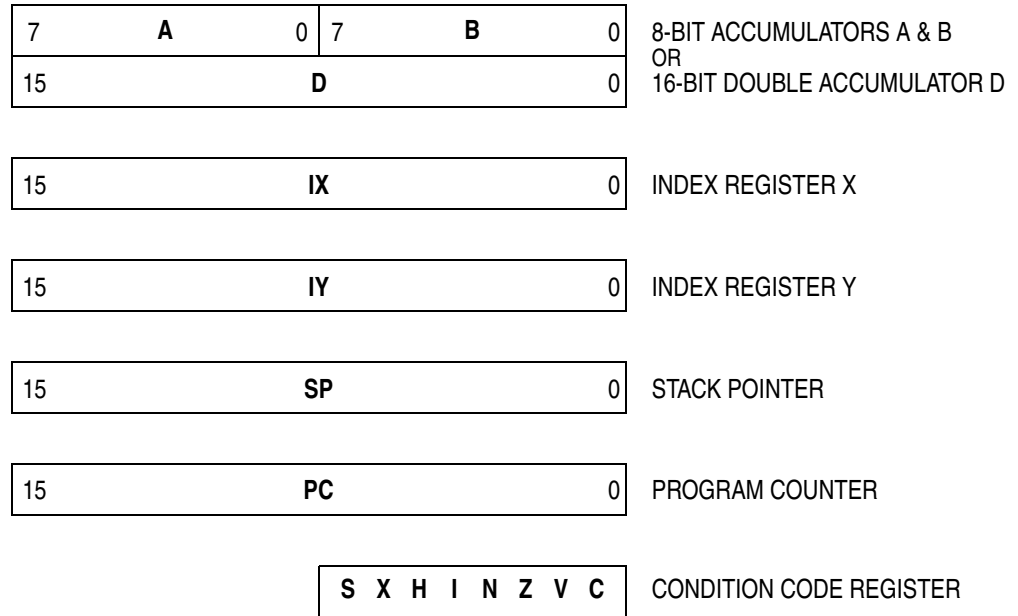 7 A 0 7 B 0 8-BIT ACCUMULATORS A & B
OR
15 D 0 16-BIT DOUBLE ACCUMULATOR D
15 IX 0 INDEX REGISTER X
15 IY 0 INDEX REGISTER Y
15 SP 0 STACK POINTER
15 PC 0 PROGRAM COUNTER
S X H I N Z V C CONDITION CODE REGISTER